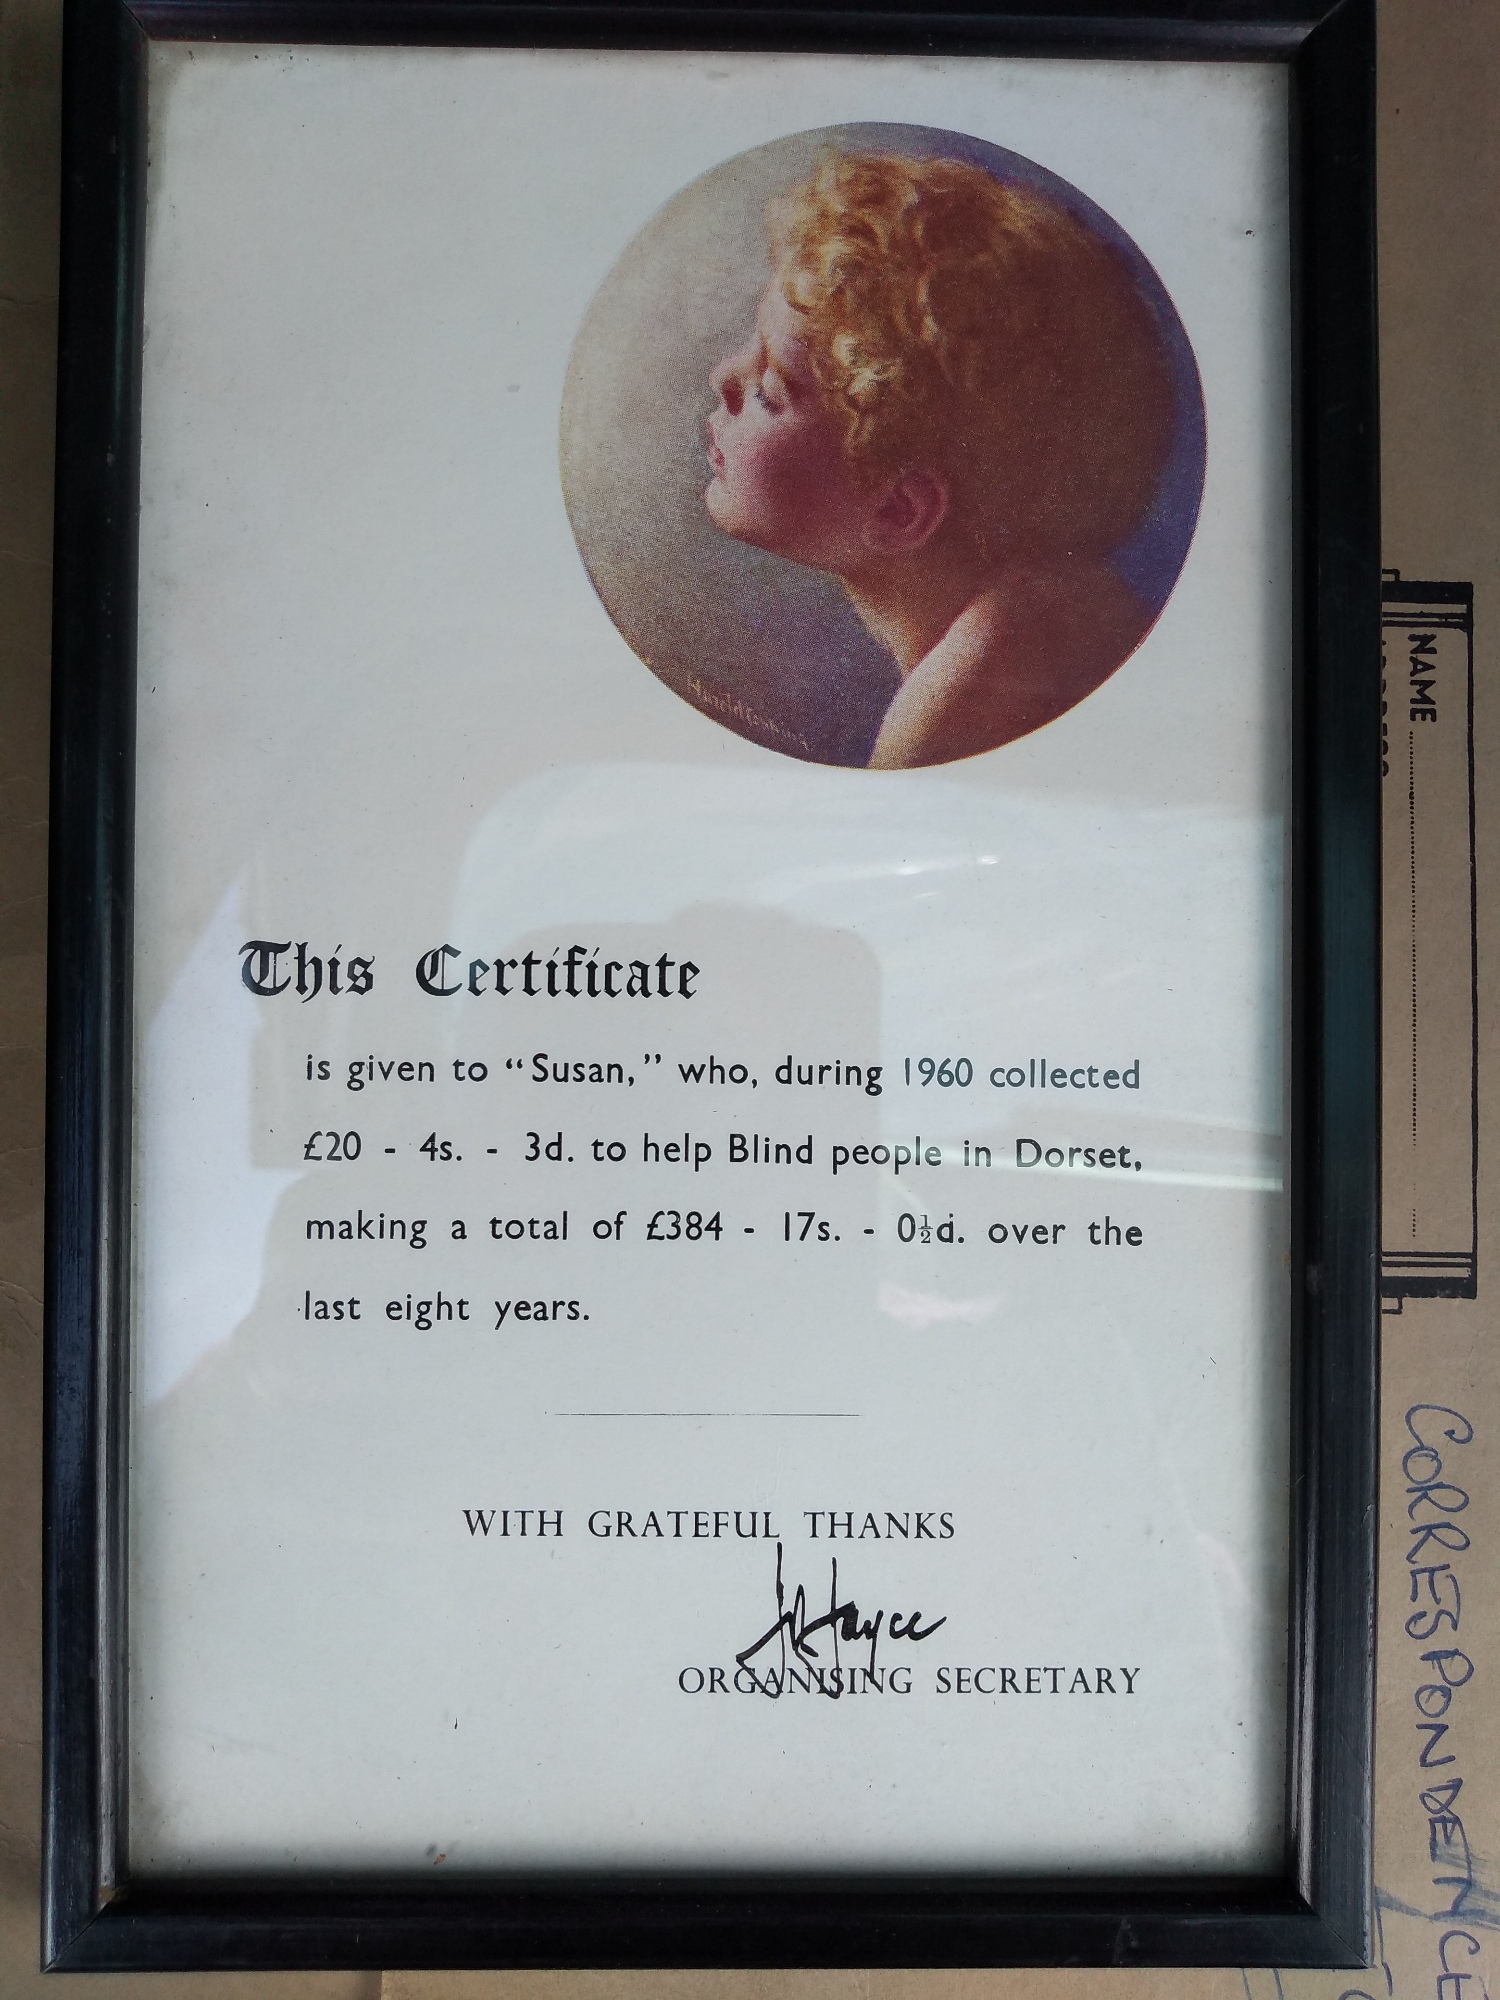 This Certificate
is given to “Susan,” who, during 1960 collected
£20 - 4s. - 3d. to help Blind people in Dorset,
making a total of £384 - 17s. - 0½d. over the
last eight years.
WITH GRATEFUL THANKS
ORGANISING SECRETARY
NAME
CORRESPONDENCE